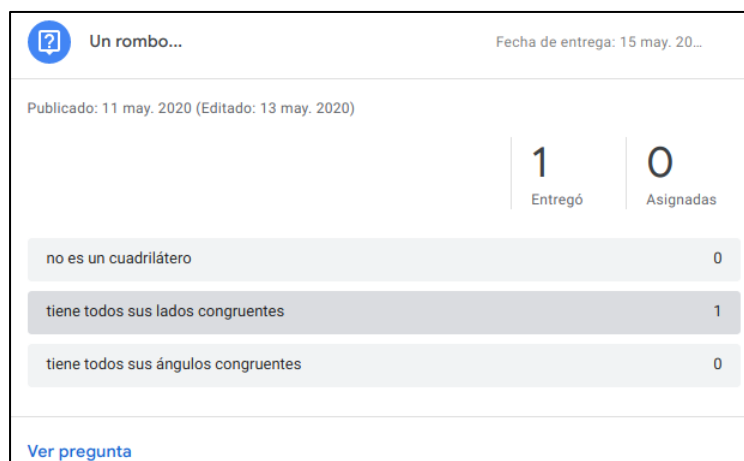 Un rombo...
Fecha de entrega: 15 may. 20...
Publicado: 11 may. 2020 (Editado: 13 may. 2020)
1
0
Entregó
Asignadas
no es un cuadrilátero
0
tiene todos sus lados congruentes
1
tiene todos sus ángulos congruentes
0
Ver pregunta